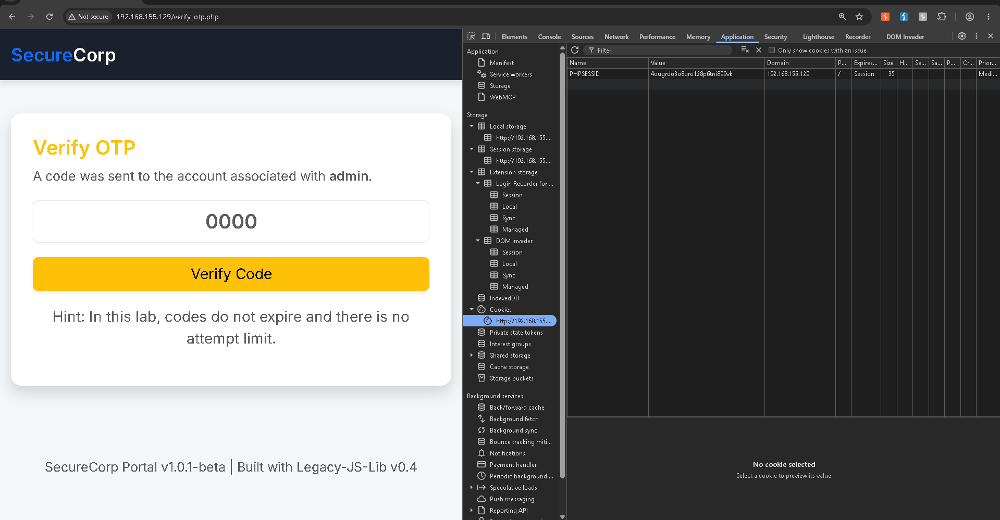 Not secure
192.168.155.129/verify_otp.php
SecureCorp
Verify OTP
A code was sent to the account associated with admin.
0000
Verify Code
Hint: In this lab, codes do not expire and there is no
attempt limit.
SecureCorp Portal v1.0.1-beta | Built with Legacy-JS-Lib v0.4
Elements Console Sources Network Performance Memory Application Security Lighthouse Recorder DOM Invader
Application
Manifest
Service workers
Storage
WebMCP
Storage
Local storage
http://192.168.155....
Session storage
http://192.168.155....
Extension storage
Login Recorder for ...
Session
Local
Sync
Managed
DOM Invader
Session
Local
Sync
Managed
IndexedDB
Cookies
http://192.168.155....
Private state tokens
Interest groups
Shared storage
Cache storage
Storage buckets
Background services
Back/forward cache
Background fetch
Background sync
Bounce tracking miti...
Notifications
Payment handler
Periodic background ...
Speculative loads
Push messaging
Reporting API
Filter
Only show cookies with an issue
Name Value Domain P... Expires... Size H... Se... Sa... P... Cr... Prior...
PHPSESSID 4ougrdo3o8qro128p6tni899vk 192.168.155.129 / Session 35 Medi...
No cookie selected
Select a cookie to preview its value